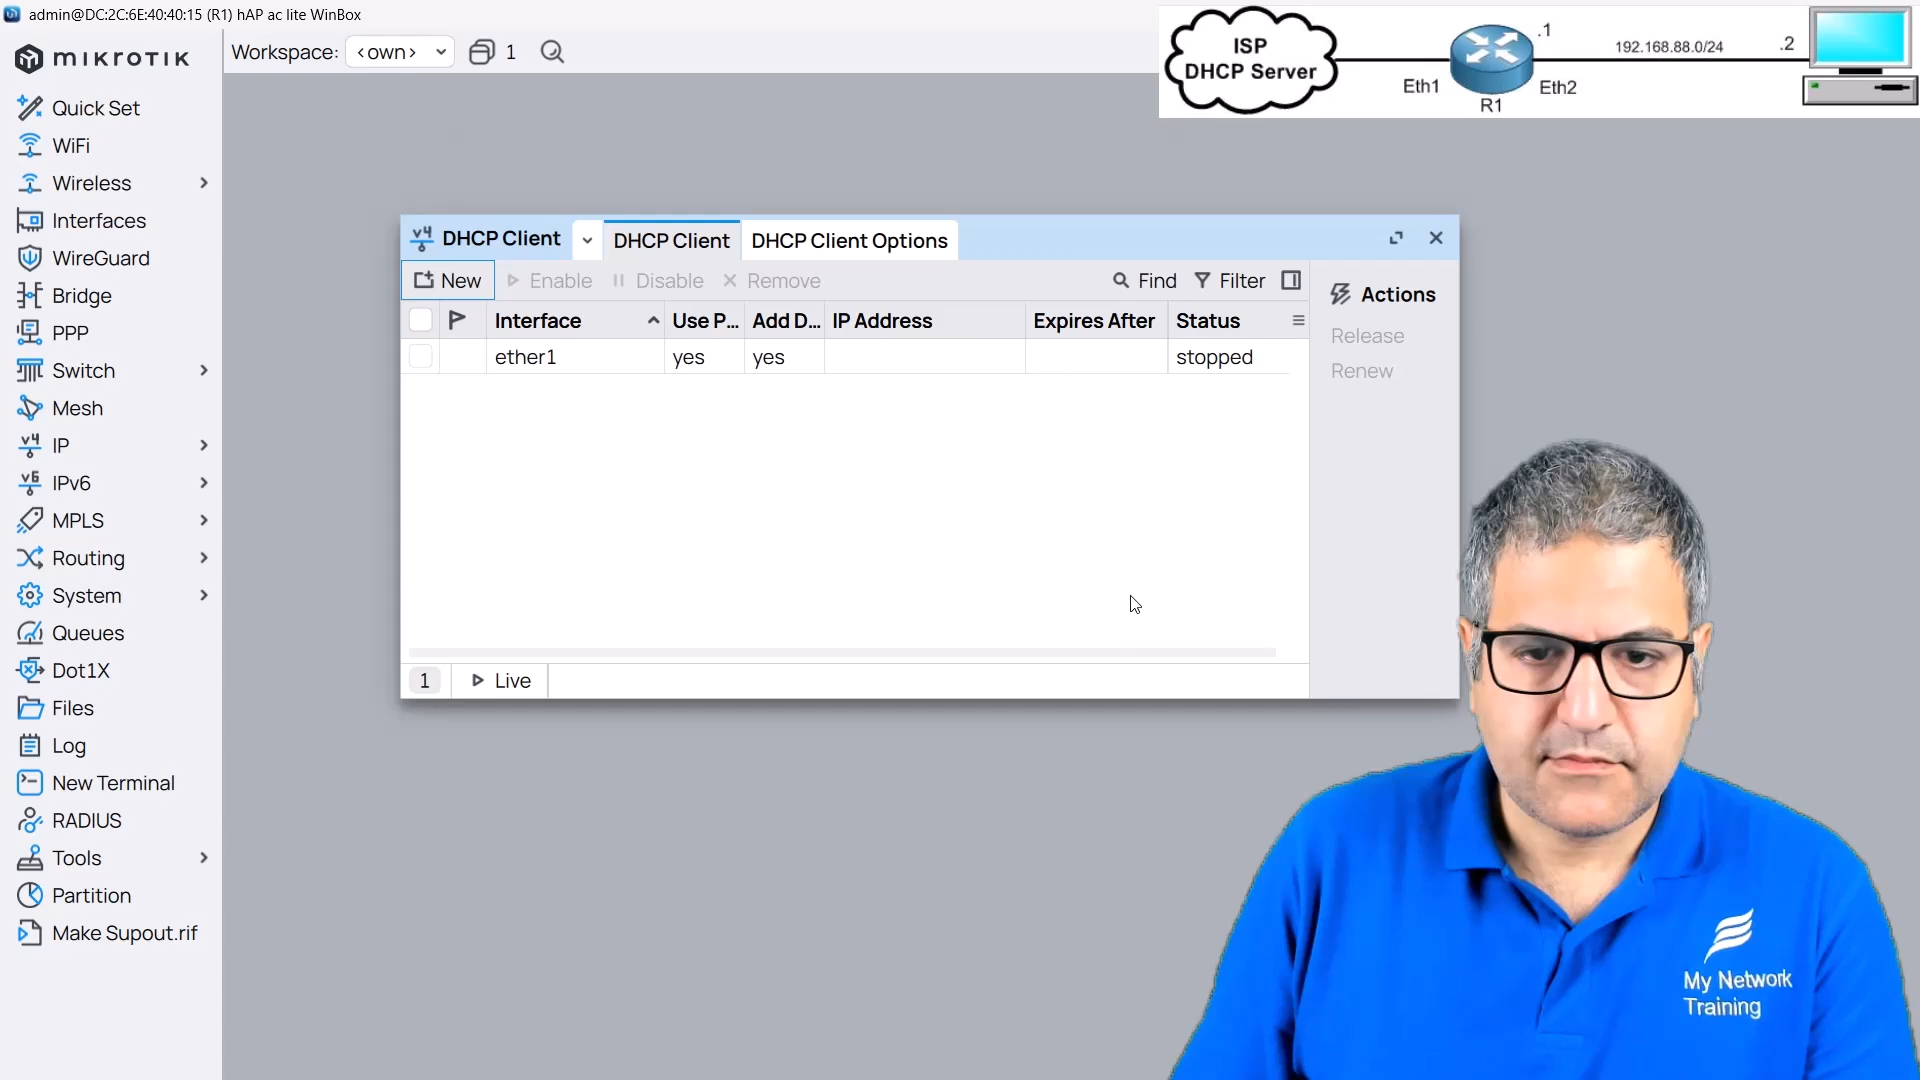 admin@DC:2C:6E:40:40:15 (R1) hAP ac lite WinBox
mikrotik
Workspace: <own> 1
Quick Set
WiFi
Wireless
Interfaces
WireGuard
Bridge
PPP
Switch
Mesh
IP
IPv6
MPLS
Routing
System
Queues
Dot1X
Files
Log
New Terminal
RADIUS
Tools
Partition
Make Supout.rif
ISP
DHCP Server
Eth1
R1
.1
Eth2
192.168.88.0/24
.2
DHCP Client DHCP Client DHCP Client Options
New Enable Disable Remove Find Filter
Interface Use P... Add D... IP Address Expires After Status
ether1 yes yes stopped
1 Live
Actions
Release
Renew
My Network
Training